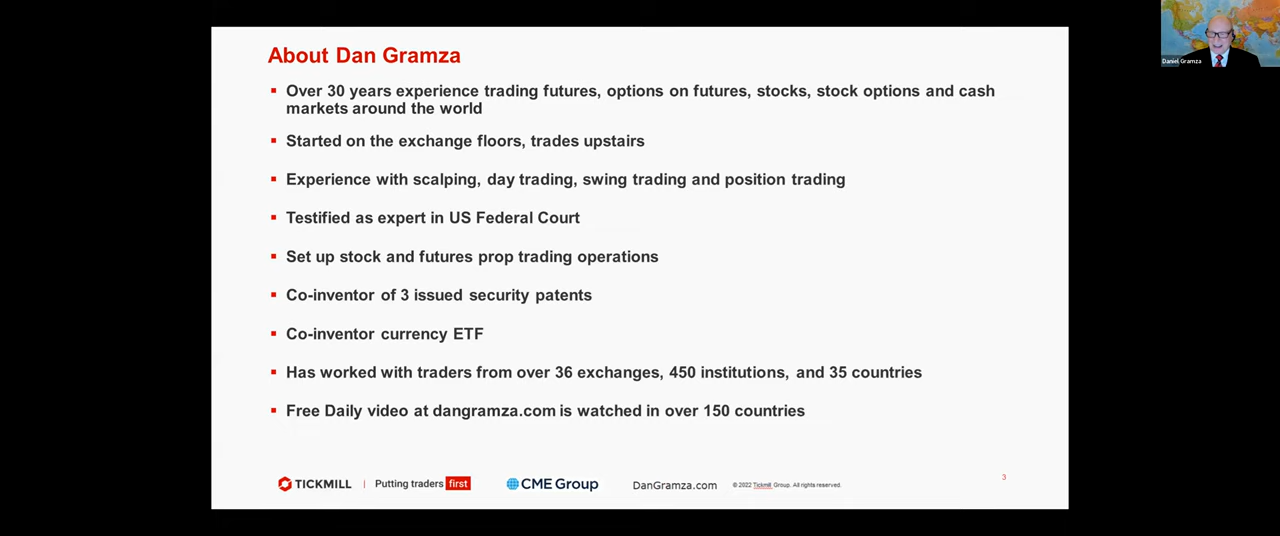 About Dan Gramza
Over 30 years experience trading futures, options on futures, stocks, stock options and cash
markets around the world
Started on the exchange floors, trades upstairs
Experience with scalping, day trading, swing trading and position trading
Testified as expert in US Federal Court
Set up stock and futures prop trading operations
Co-inventor of 3 issued security patents
Co-inventor currency ETF
Has worked with traders from over 36 exchanges, 450 institutions, and 35 countries
Free Daily video at dangramza.com is watched in over 150 countries
TICKMILL | Putting traders first CME Group DanGramza.com © 2022 Tickmill Group. All rights reserved.
3
Daniel Gramza